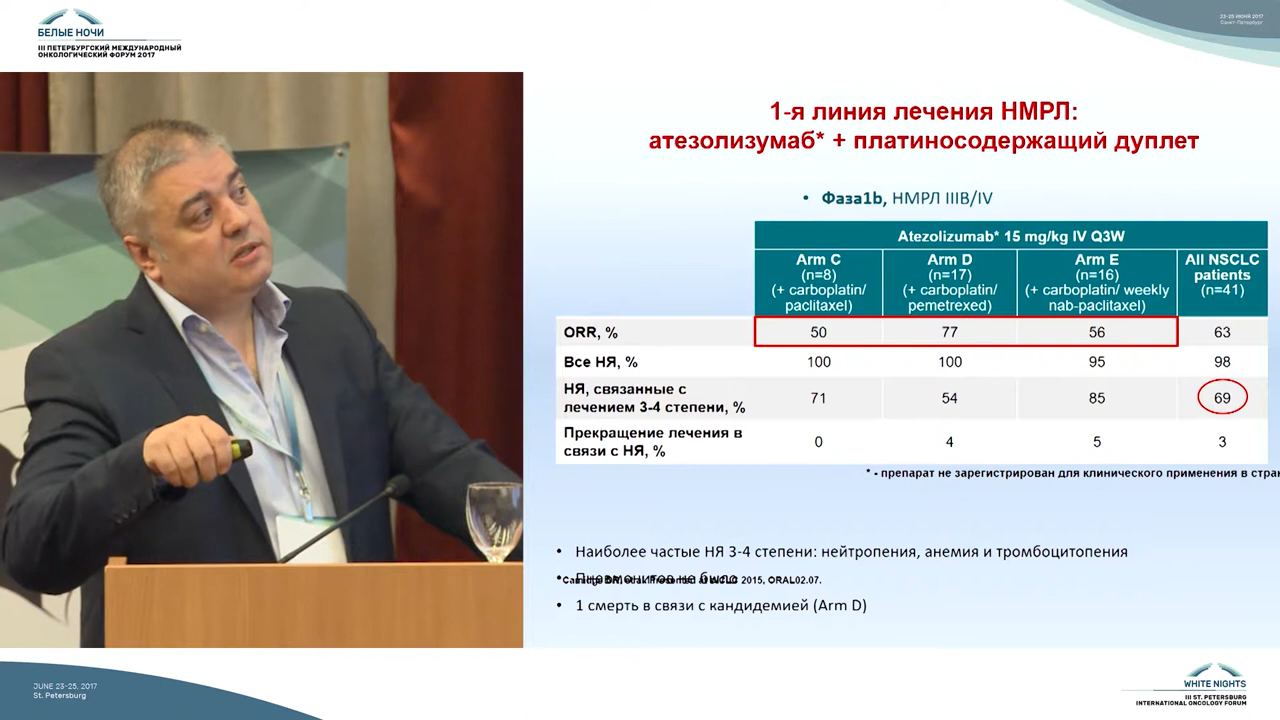 БЕЛЫЕ НОЧИ
III ПЕТЕРБУРГСКИЙ МЕЖДУНАРОДНЫЙ
ОНКОЛОГИЧЕСКИЙ ФОРУМ 2017
23-25 ИЮНЯ 2017
Санкт-Петербург
1-я линия лечения НМРЛ:
атезолизумаб* + платиносодержащий дуплет
• Фаза1b, НМРЛ IIIB/IV
Atezolizumab* 15 mg/kg IV Q3W
Arm C (n=8) (+ carboplatin/ paclitaxel)
Arm D (n=17) (+ carboplatin/ pemetrexed)
Arm E (n=16) (+ carboplatin/ weekly nab-paclitaxel)
All NSCLC patients (n=41)
ORR, % 50 77 56 63
Все НЯ, % 100 100 95 98
НЯ, связанные с лечением 3-4 степени, % 71 54 85 69
Прекращение лечения в связи с НЯ, % 0 4 5 3
* - препарат не зарегистрирован для клинического применения в
• Наиболее частые НЯ 3-4 степени: нейтропения, анемия и тромбоцитопения
• не было
2015, ORAL02.07.
• 1 смерть в связи с кандидемией (Arm D)
JUNE 23-25, 2017
St. Petersburg
WHITE NIGHTS
III ST. PETERSBURG
INTERNATIONAL ONCOLOGY FORUM